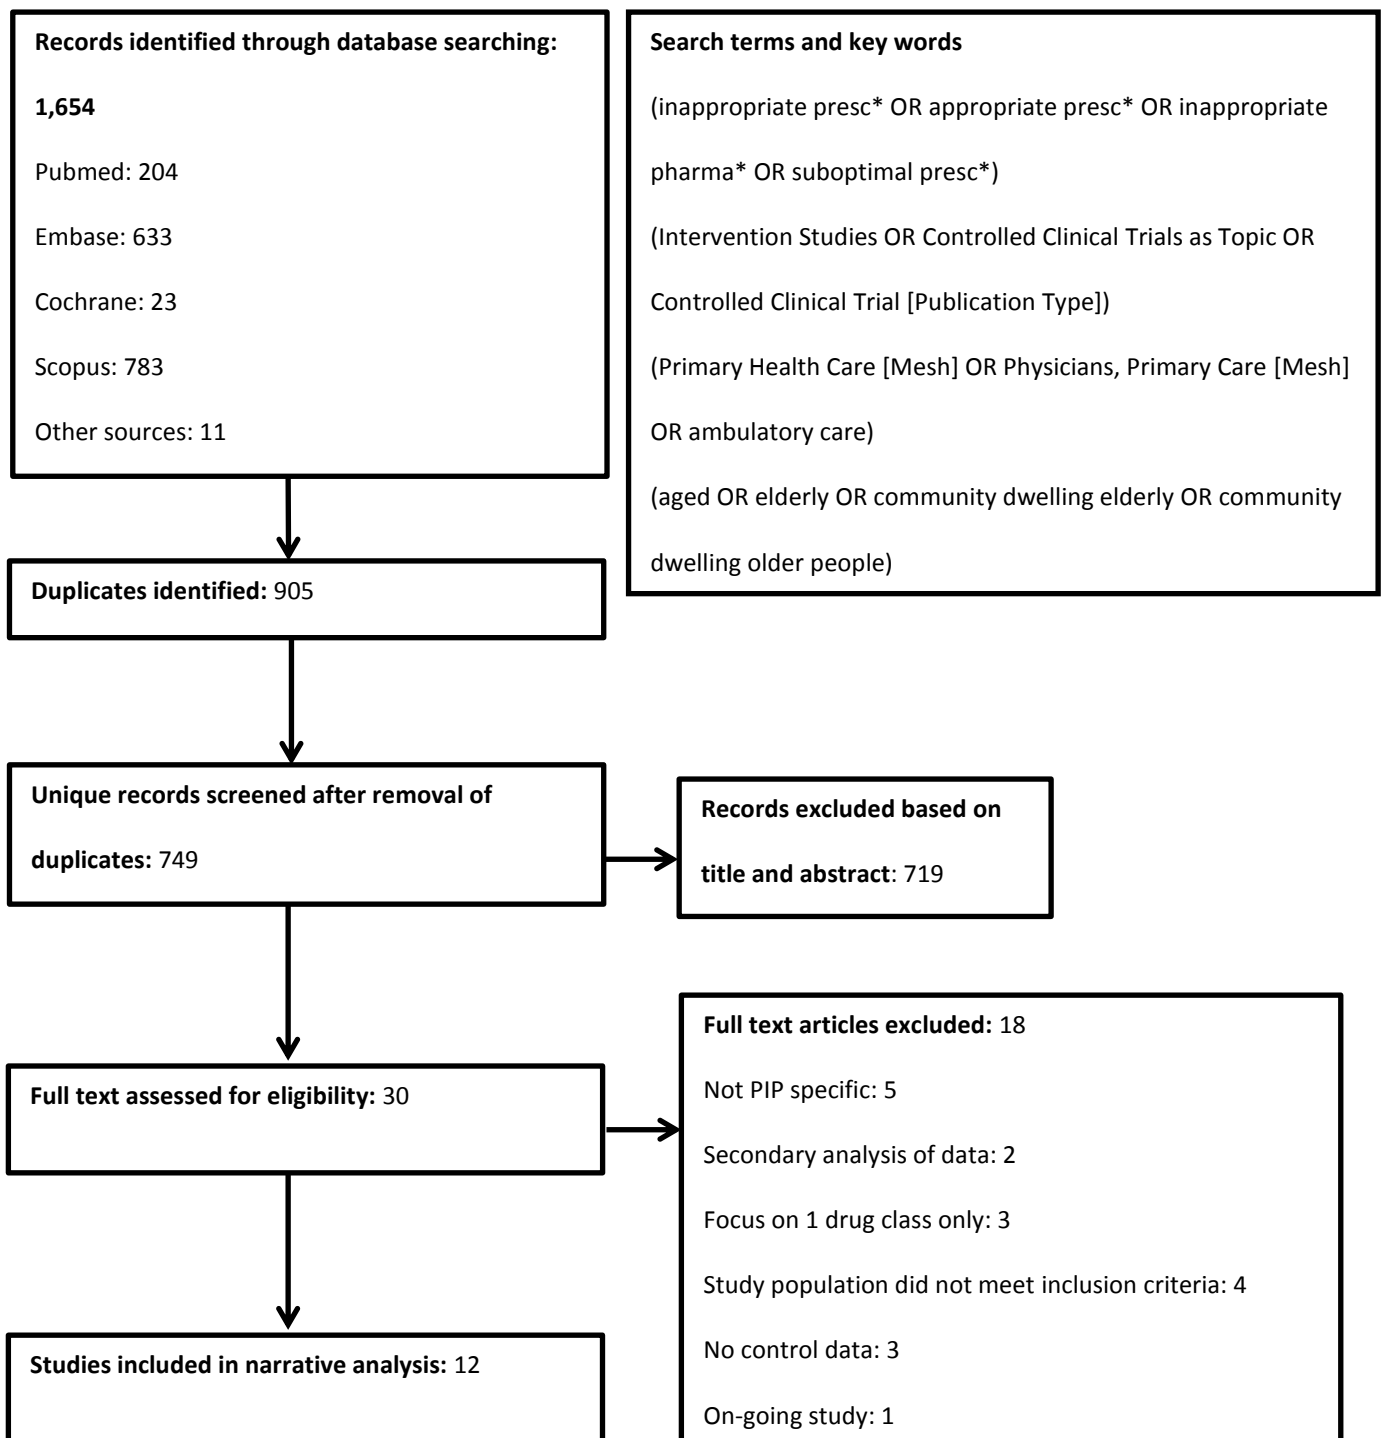 Records identified through database searching:
1,654
Pubmed: 204
Embase: 633
Cochrane: 23
Scopus: 783
Other sources: 11
Search terms and key words
(inappropriate presc* OR appropriate presc* OR inappropriate
pharma* OR suboptimal presc*)
(Intervention Studies OR Controlled Clinical Trials as Topic OR
Controlled Clinical Trial [Publication Type])
(Primary Health Care [Mesh] OR Physicians, Primary Care [Mesh]
OR ambulatory care)
(aged OR elderly OR community dwelling elderly OR community
dwelling older people)
Duplicates identified: 905
Unique records screened after removal of
duplicates: 749
Records excluded based on
title and abstract: 719
Full text assessed for eligibility: 30
Full text articles excluded: 18
Not PIP specific: 5
Secondary analysis of data: 2
Focus on 1 drug class only: 3
Study population did not meet inclusion criteria: 4
No control data: 3
On-going study: 1
Studies included in narrative analysis: 12